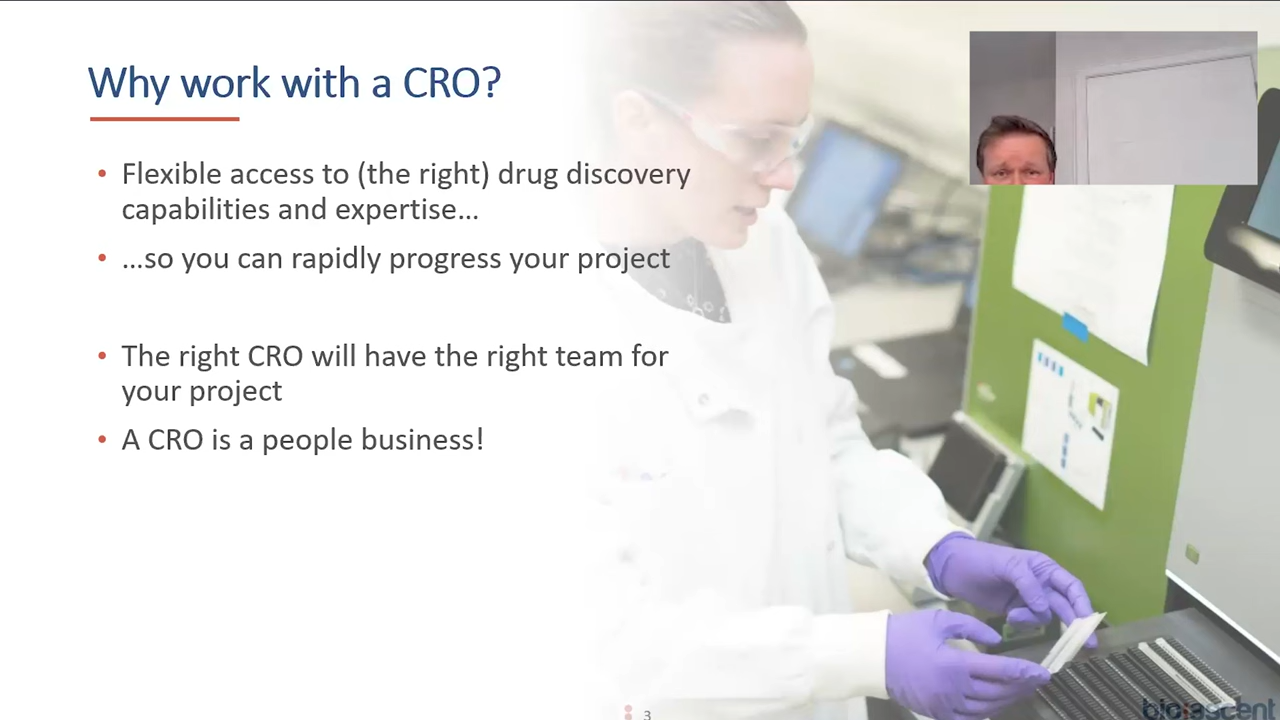 Why work with a CRO?
• Flexible access to (the right) drug discovery
capabilities and expertise...
• ...so you can rapidly progress your project
• The right CRO will have the right team for
your project
• A CRO is a people business!
3
bioascent